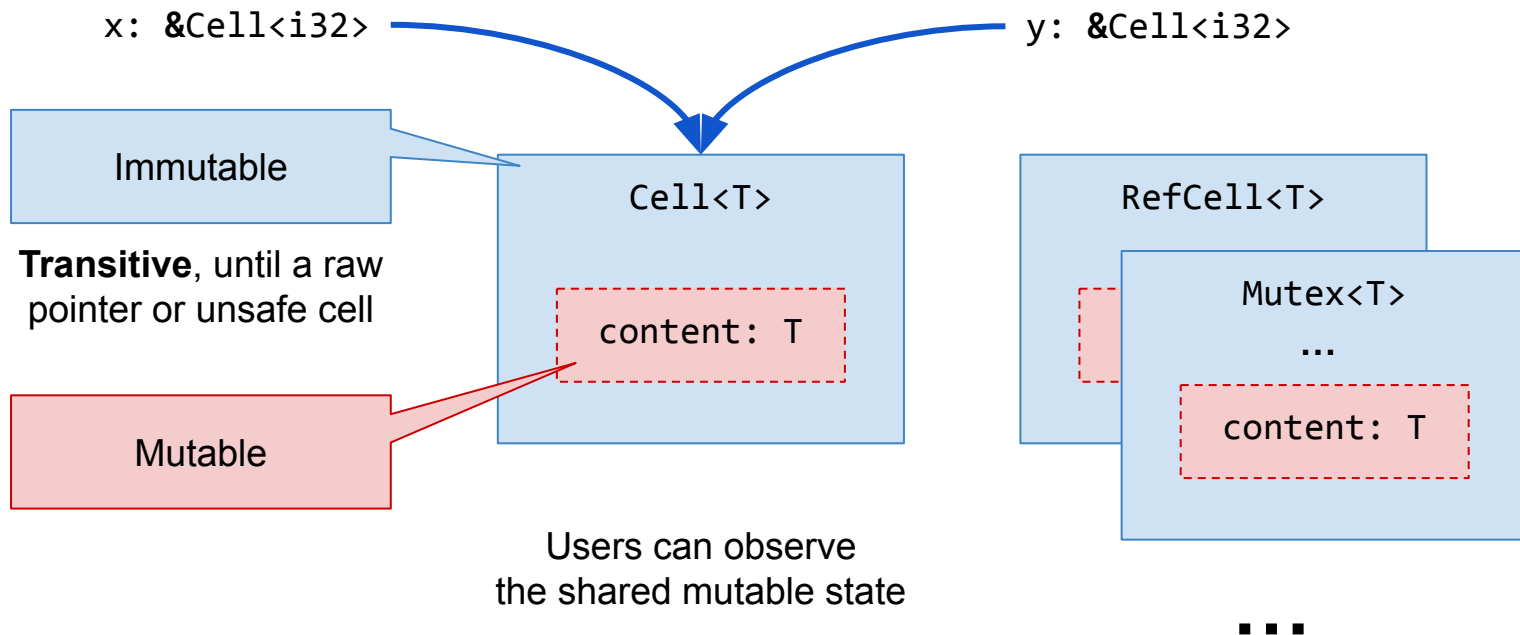 x: &Cell<i32>
y: &Cell<i32>
Immutable
Transitive, until a raw
pointer or unsafe cell
Mutable
Cell<T>
content: T
Users can observe
the shared mutable state
RefCell<T>
Mutex<T>
...
content: T
...